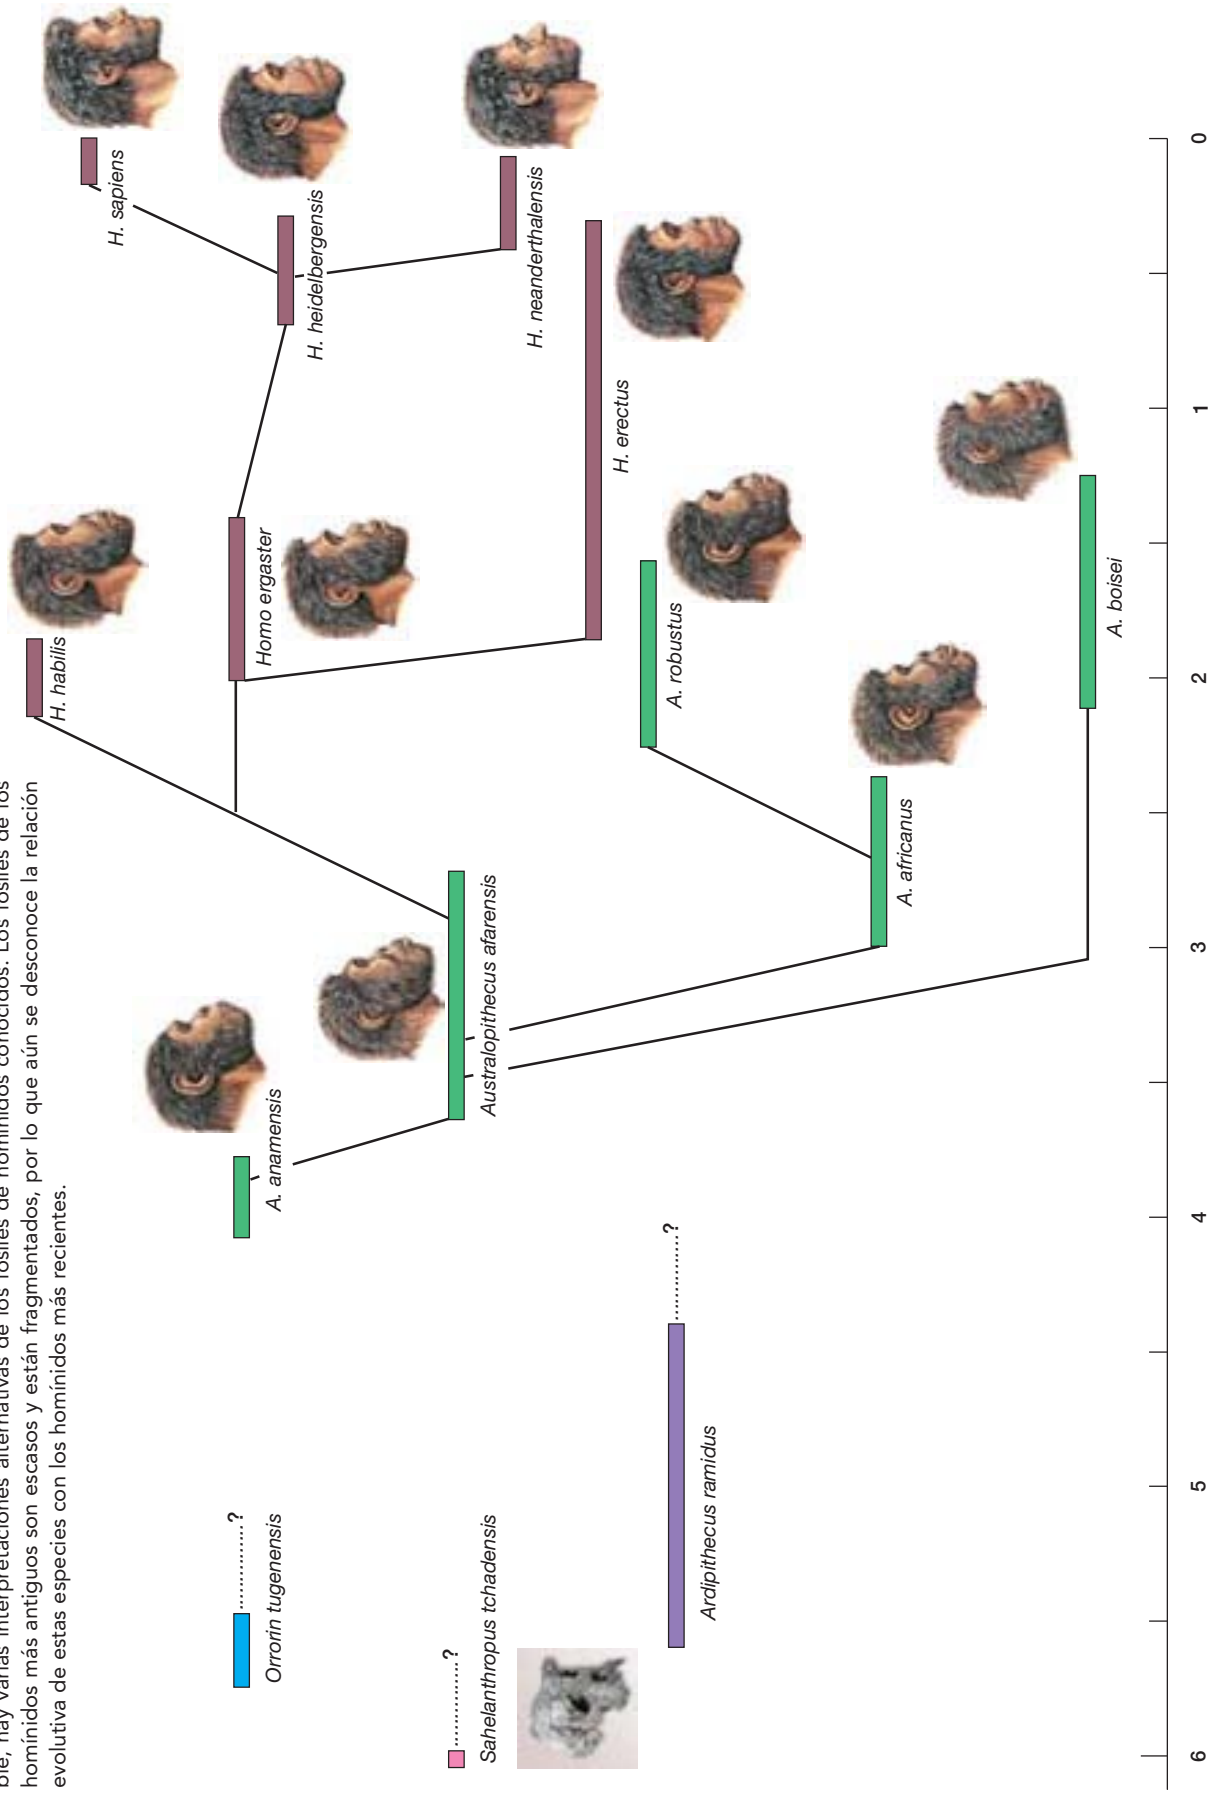 hay varias interpretaciones alternativas de los fósiles de homínidos conocidos. Los fósiles de los
homínidos más antiguos son escasos y están fragmentados, por lo que aún se desconoce la relación
evolutiva de estas especies con los homínidos más recientes.
H. habilis
H. sapiens
Homo ergaster
H. heidelbergensis
H. neanderthalensis
H. erectus
A. anamensis
Australopithecus afarensis
A. robustus
A. africanus
A. boisei
Orrorin tugenensis
?
Sahelanthropus tchadensis
?
Ardipithecus ramidus
?
6
5
4
3
2
1
0